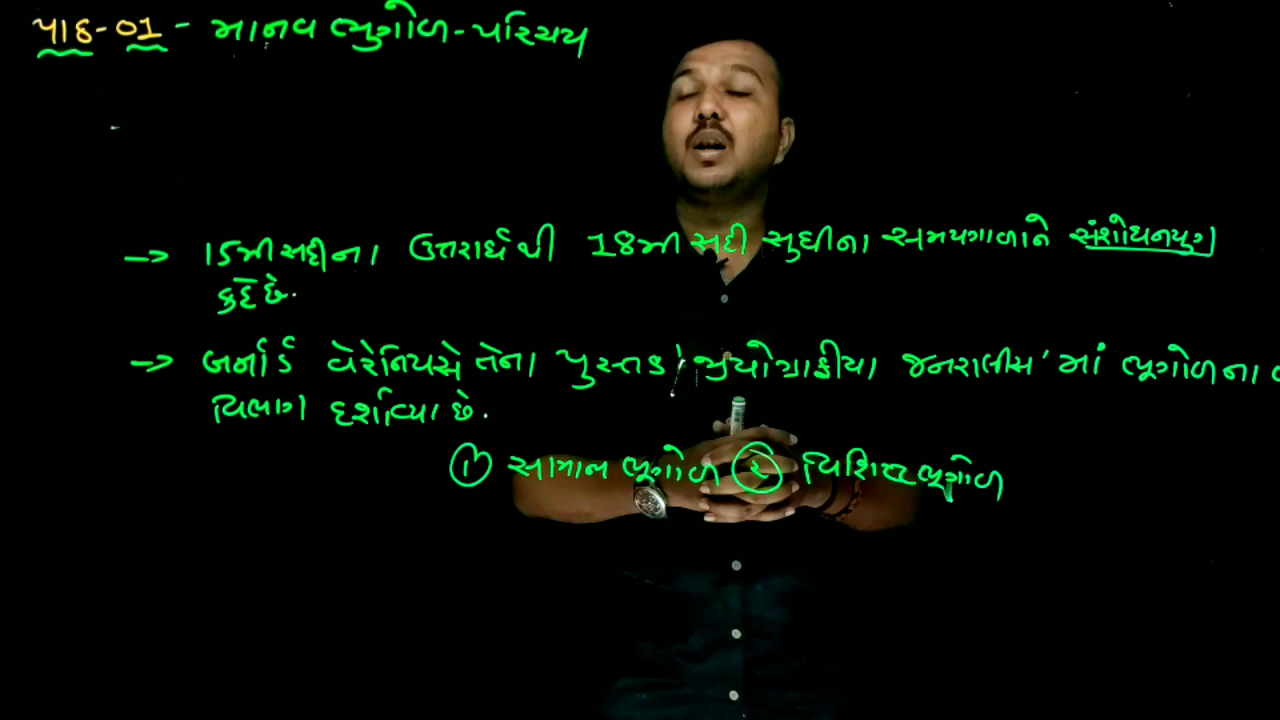 પાઠ-01 - માનવ ભુગોળ-પરિચય
→ 15મી સદીના ઉત્તરાર્ધથી 18મી સદી સુધીના સમયગાળાને સંશોધનયુગ
કહે છે.
→ બર્નાર્ડ વેરેનિયસે તેના પુસ્તક 'જીયોગ્રાફીયા જનરાલીસ' માં ભૂગોળના
વિભાગ દર્શાવ્યા છે.
① સામાન્ય ભૂગોળ ② વિશિષ્ટ ભૂગોળ